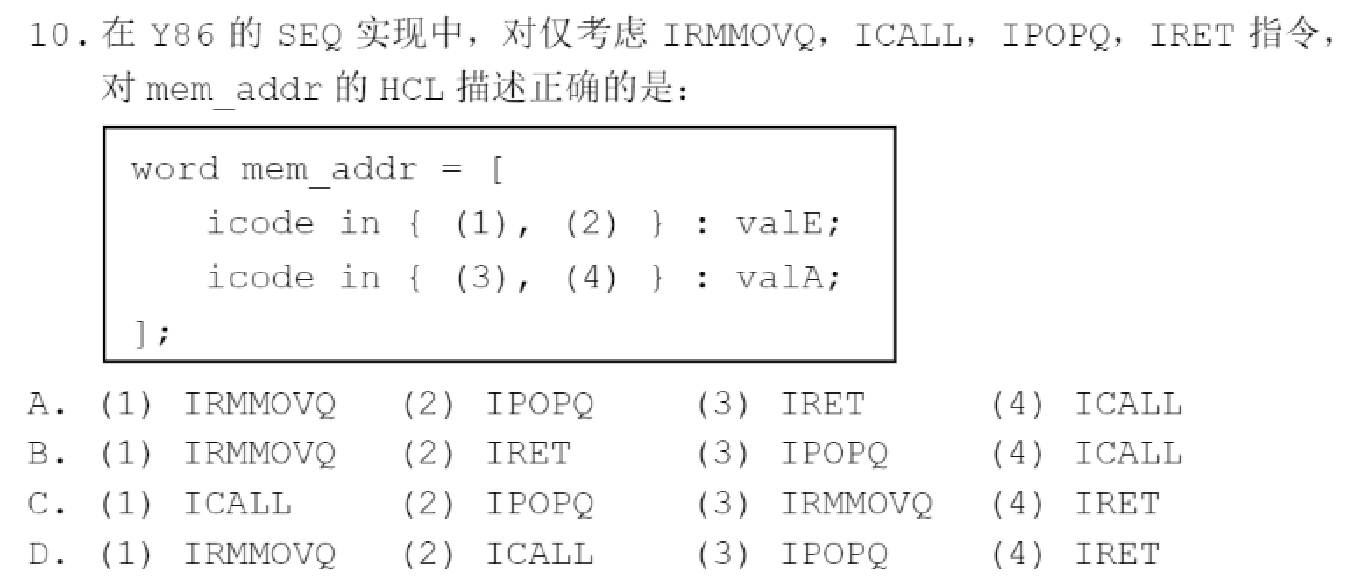 10. 在 Y86 的 SEQ 实现中，对仅考虑 IRMMOVQ，ICALL，IPOPQ，IRET 指令，
对 mem_addr 的 HCL 描述正确的是：
word mem_addr = [
icode in { (1), (2) } : valE;
icode in { (3), (4) } : valA;
];
A. (1) IRMMOVQ (2) IPOPQ (3) IRET (4) ICALL
B. (1) IRMMOVQ (2) IRET (3) IPOPQ (4) ICALL
C. (1) ICALL (2) IPOPQ (3) IRMMOVQ (4) IRET
D. (1) IRMMOVQ (2) ICALL (3) IPOPQ (4) IRET